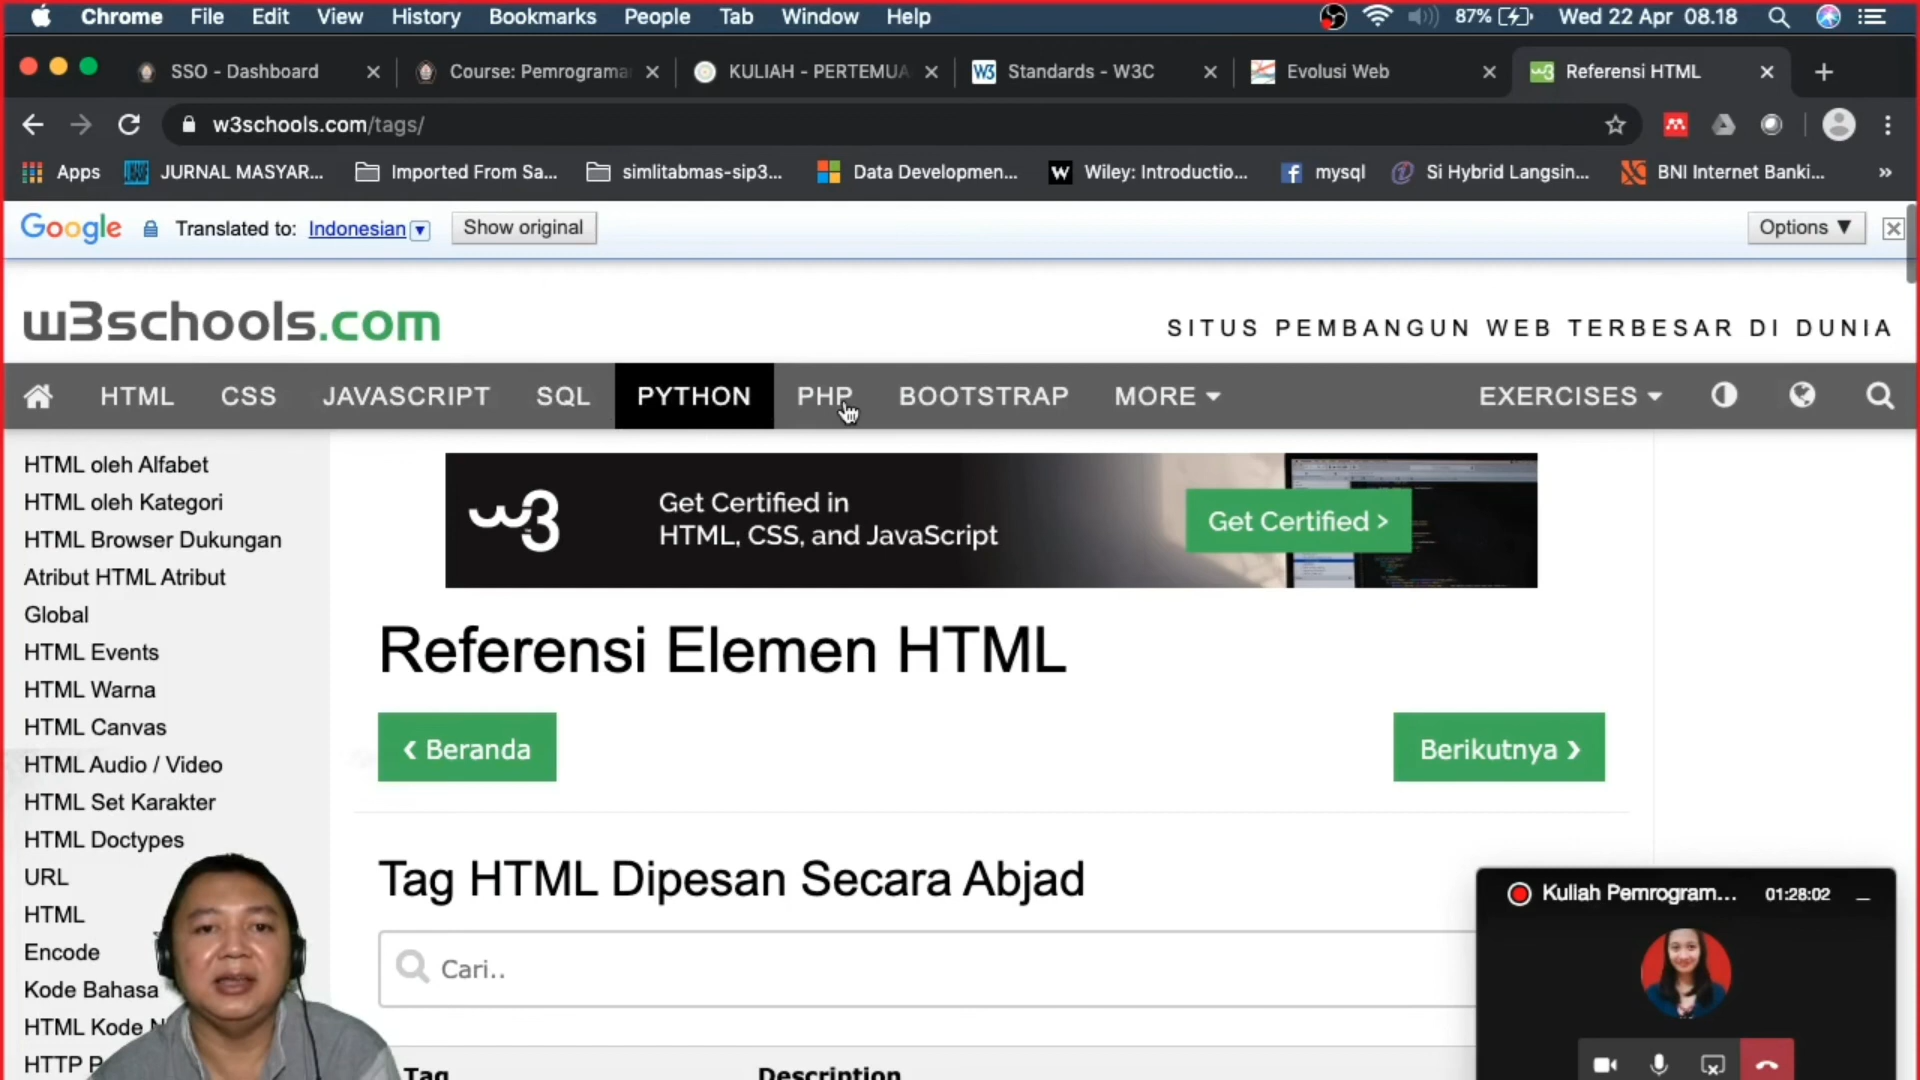 Chrome File Edit View History Bookmarks People Tab Window Help 87% Wed 22 Apr 08.18
SSO - Dashboard Course: Pemrograma KULIAH - PERTEMUA Standards - W3C Evolusi Web Referensi HTML
w3schools.com/tags/
Apps JURNAL MASYAR... Imported From Sa... simlitabmas-sip3... Data Developmen... W Wiley: Introductio... mysql Si Hybrid Langsin... BNI Internet Banki... »
Google Translated to: Indonesian Show original Options
w3schools.com
SITUS PEMBANGUN WEB TERBESAR DI DUNIA
HTML CSS JAVASCRIPT SQL PYTHON PHP BOOTSTRAP MORE EXERCISES
HTML oleh Alfabet
HTML oleh Kategori
HTML Browser Dukungan
Atribut HTML Atribut
Global
HTML Events
HTML Warna
HTML Canvas
HTML Audio / Video
HTML Set Karakter
HTML Doctypes
URL
HTML
Encode
Kode Bahasa
HTML Kode
HTTP
w3
Get Certified in
HTML, CSS, and JavaScript
Get Certified >
Referensi Elemen HTML
❮ Beranda
Berikutnya ❯
Tag HTML Dipesan Secara Abjad
Cari..
Tag Description
Kuliah Pemrogram... 01:28:02